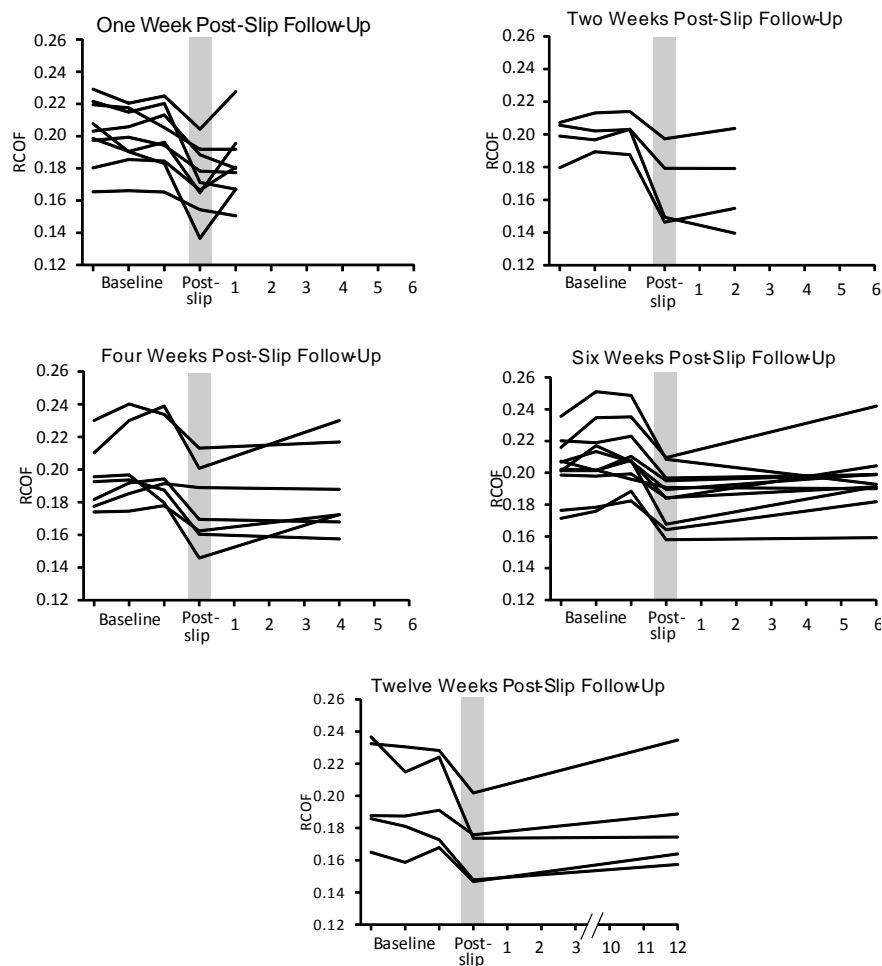 One Week Post-Slip Follow-Up
0.26
0.24
0.22
0.20
0.18
0.16
0.14
0.12
RCOF
Baseline Post-slip 1 2 3 4 5 6
Two Weeks Post-Slip Follow-Up
0.26
0.24
0.22
0.20
0.18
0.16
0.14
0.12
RCOF
Baseline Post-slip 1 2 3 4 5 6
Four Weeks Post-Slip Follow-Up
0.26
0.24
0.22
0.20
0.18
0.16
0.14
0.12
RCOF
Baseline Post-slip 1 4 2 3 4 5 6
Six Weeks Post-Slip Follow-Up
0.26
0.24
0.22
0.20
0.18
0.16
0.14
0.12
RCOF
Baseline Post-slip 1 2 3 4 5 6
Twelve Weeks Post-Slip Follow-Up
0.26
0.24
0.22
0.20
0.18
0.16
0.14
0.12
RCOF
Baseline Post-slip 1 2 3 // 10 11 12